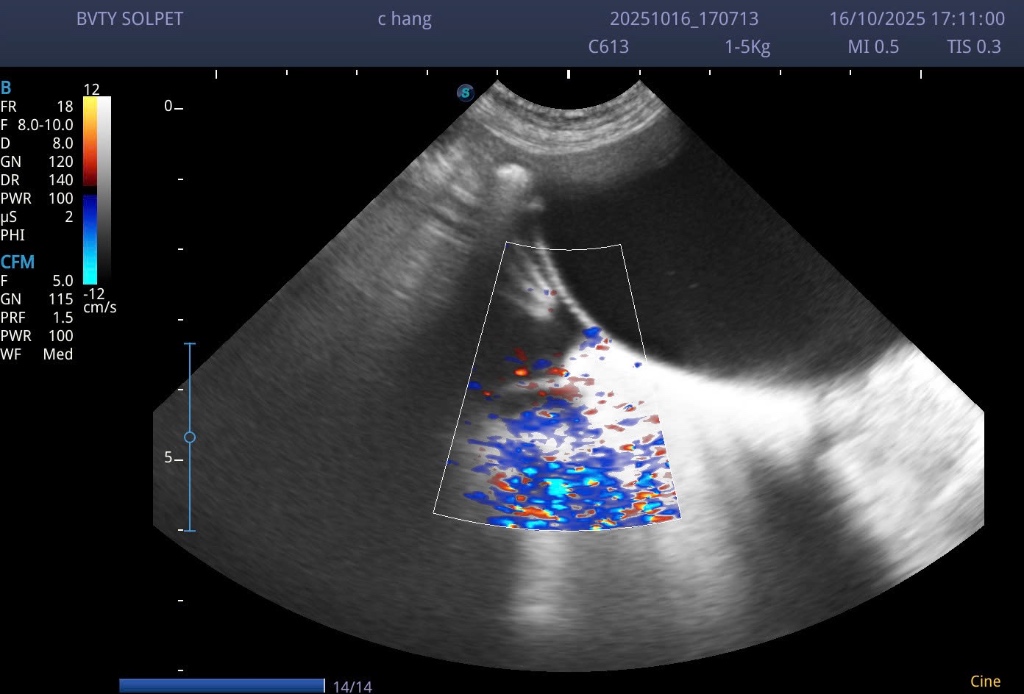 BVTY SOLPET c hang 20251016_170713 16/10/2025 17:11:00
C613 1-5Kg MI 0.5 TIS 0.3
B
FR 18
F 8.0-10.0
D 8.0
GN 120
DR 140
PWR 100
µS 2
PHI
CFM
F 5.0
GN 115
PRF 1.5
PWR 100
WF Med
12
-12
cm/s
S
0
5
14/14
Cine